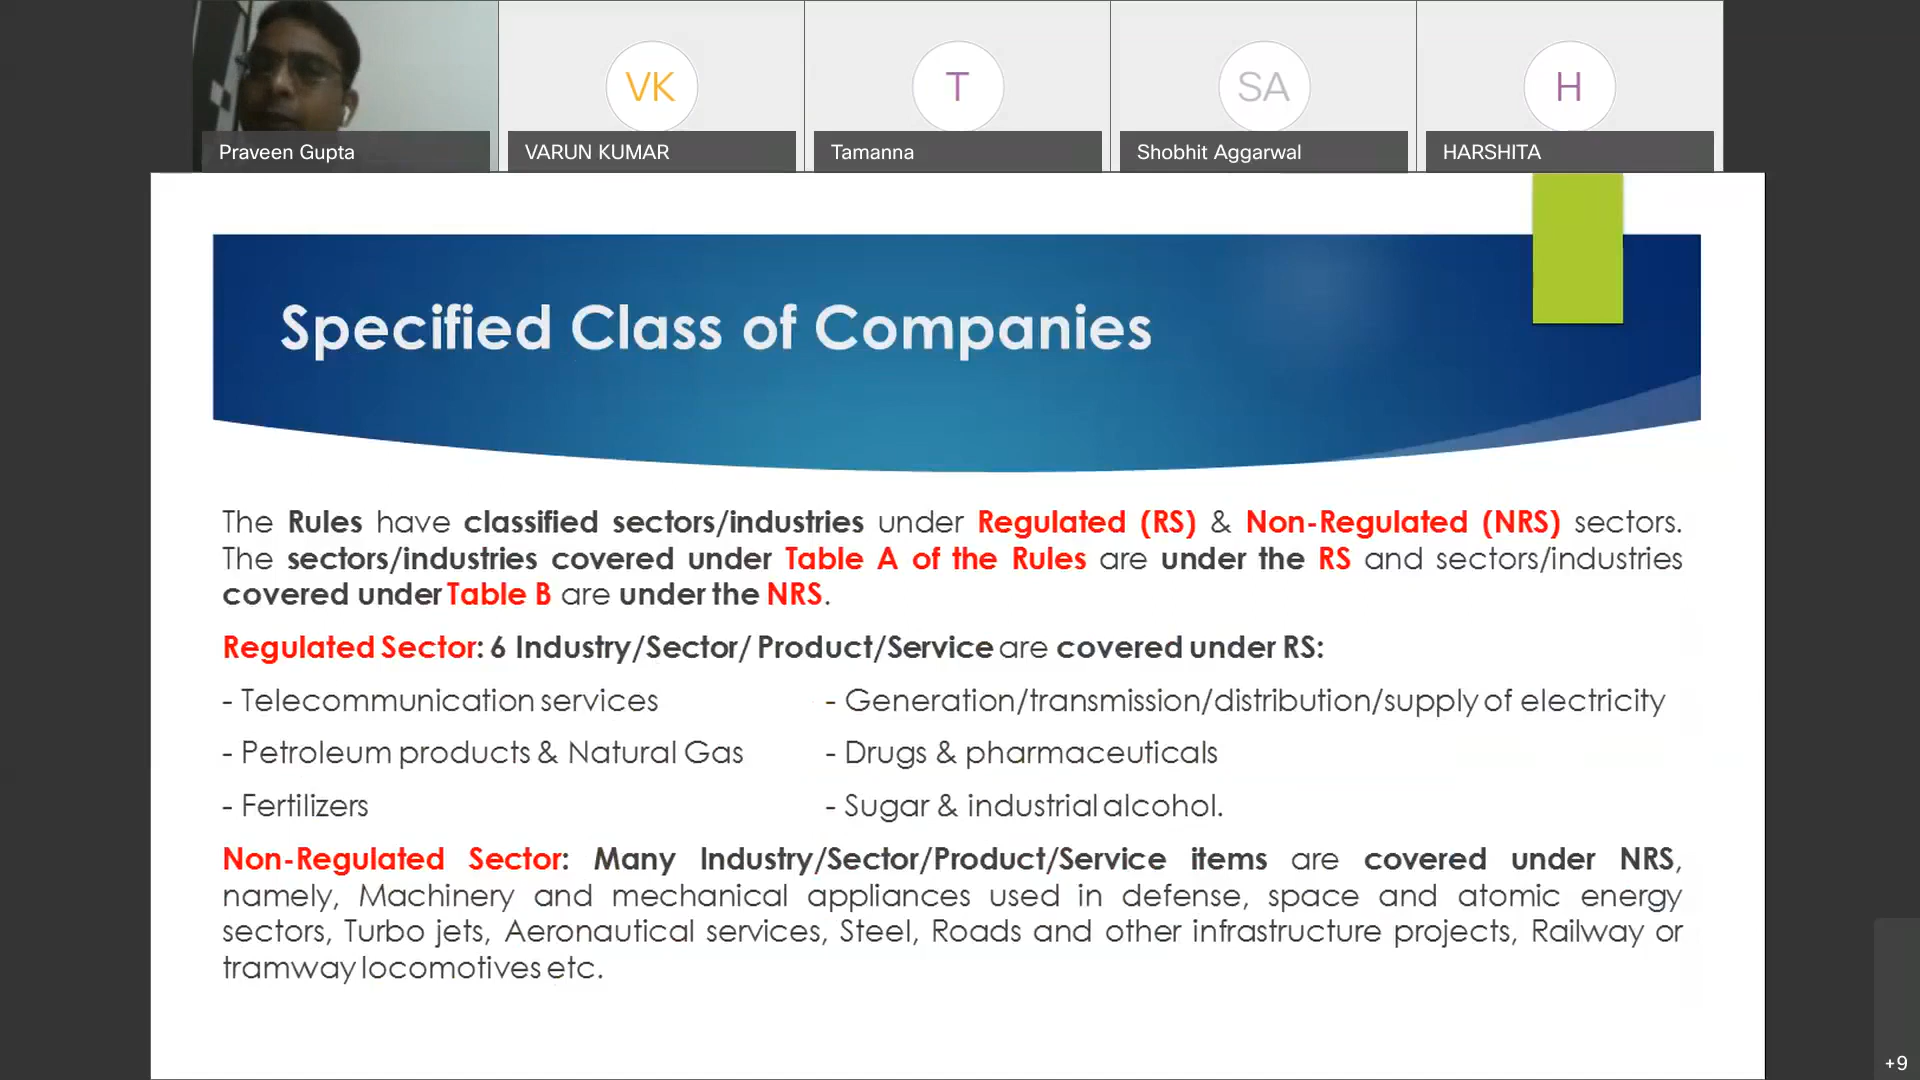 VK
T
SA
H
Praveen Gupta
VARUN KUMAR
Tamanna
Shobhit Aggarwal
HARSHITA
Specified Class of Companies
The Rules have classified sectors/industries under Regulated (RS) & Non-Regulated (NRS) sectors.
The sectors/industries covered under Table A of the Rules are under the RS and sectors/industries
covered under Table B are under the NRS.
Regulated Sector: 6 Industry/Sector/ Product/Service are covered under RS:
- Telecommunication services - Generation/transmission/distribution/supply of electricity
- Petroleum products & Natural Gas - Drugs & pharmaceuticals
- Fertilizers - Sugar & industrial alcohol.
Non-Regulated Sector: Many Industry/Sector/Product/Service items are covered under NRS,
namely, Machinery and mechanical appliances used in defense, space and atomic energy
sectors, Turbo jets, Aeronautical services, Steel, Roads and other infrastructure projects, Railway or
tramway locomotives etc.
+9